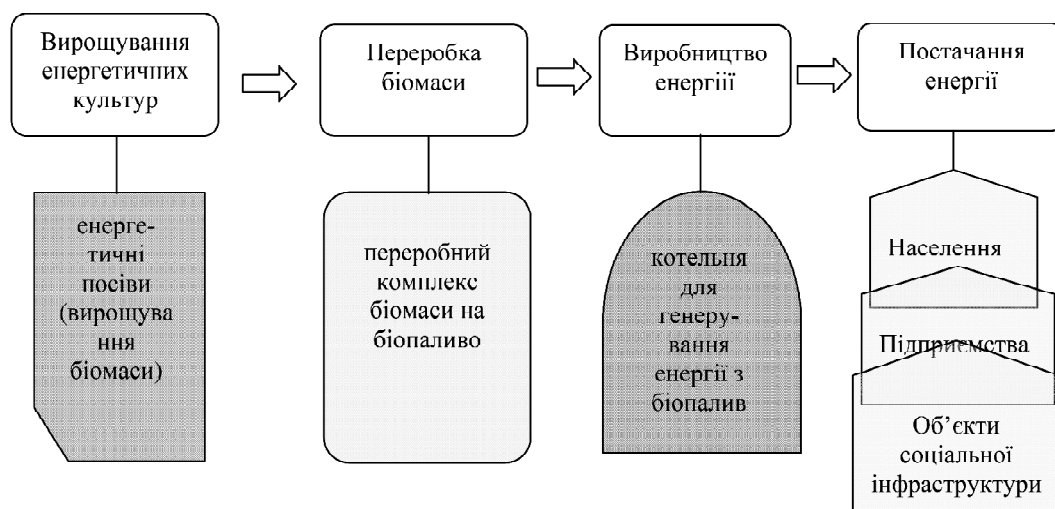 Вирощування
енергетичних
культур
Переробка
біомаси
Виробництво
енергіії
Постачання
енергії
енерге-
тичні
посіви
(вирощува
ння
біомаси)
переробний
комплекс
біомаси на
біопаливо
котельня
для
генеру-
вання
енергії з
біопалив
Населення
Підприємства
Об’єкти
соціальної
інфраструктури